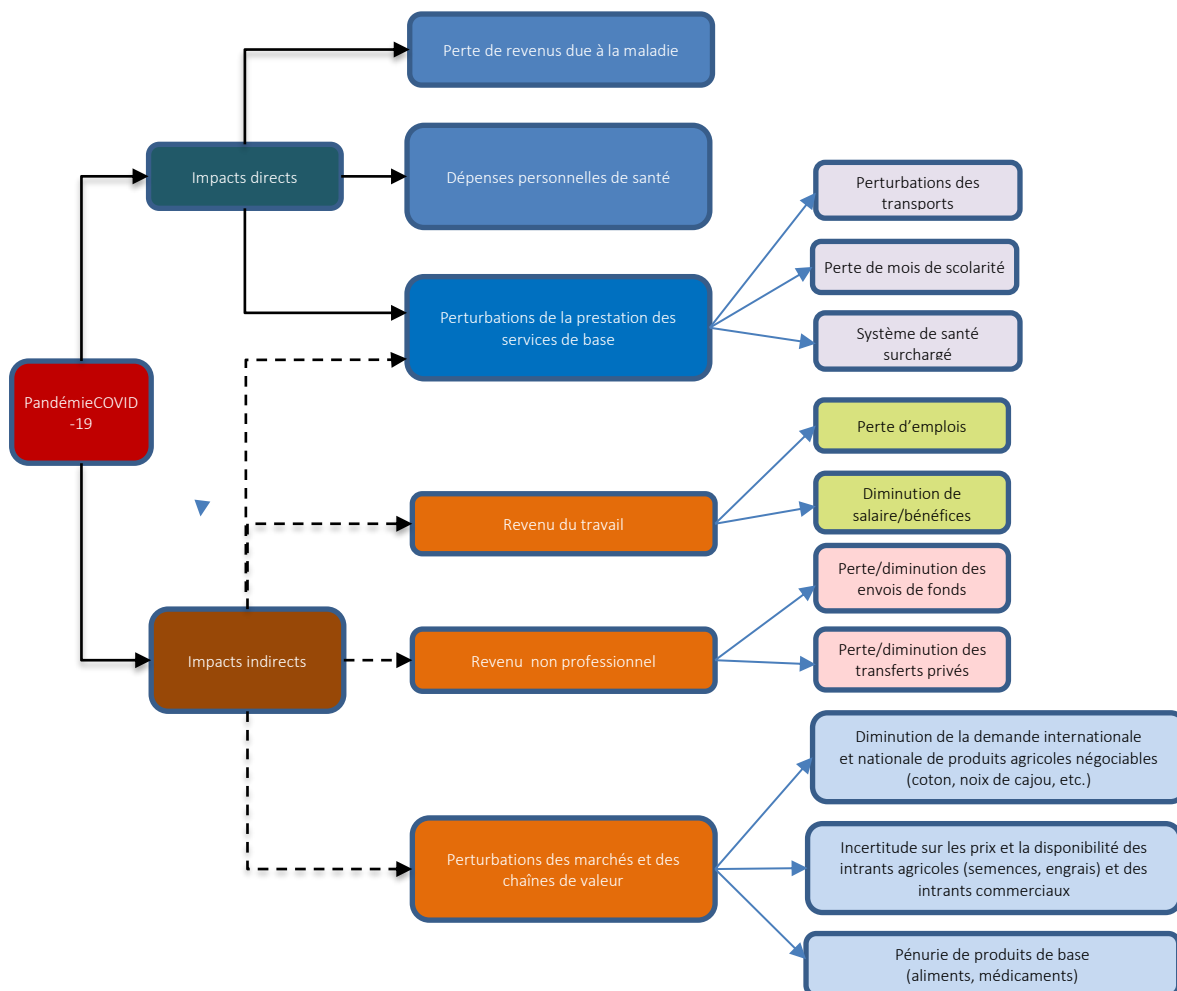 Perte de revenus due à la maladie
Impacts directs
Dépenses personnelles de santé
Perturbations des
transports
Perte de mois de scolarité
Perturbations de la prestation des
services de base
Système de santé
surchargé
PandémieCOVID
-19
Perte d’emplois
Revenu du travail
Diminution de
salaire/bénéfices
Perte/diminution des
envois de fonds
Impacts indirects
Revenu  non professionnel
Perte/diminution des
transferts privés
Diminution de la demande internationale
et nationale de produits agricoles négociables
(coton, noix de cajou, etc.)
Perturbations des marchés et des
chaînes de valeur
Incertitude sur les prix et la disponibilité des
intrants agricoles (semences, engrais) et des
intrants commerciaux
Pénurie de produits de base
(aliments, médicaments)